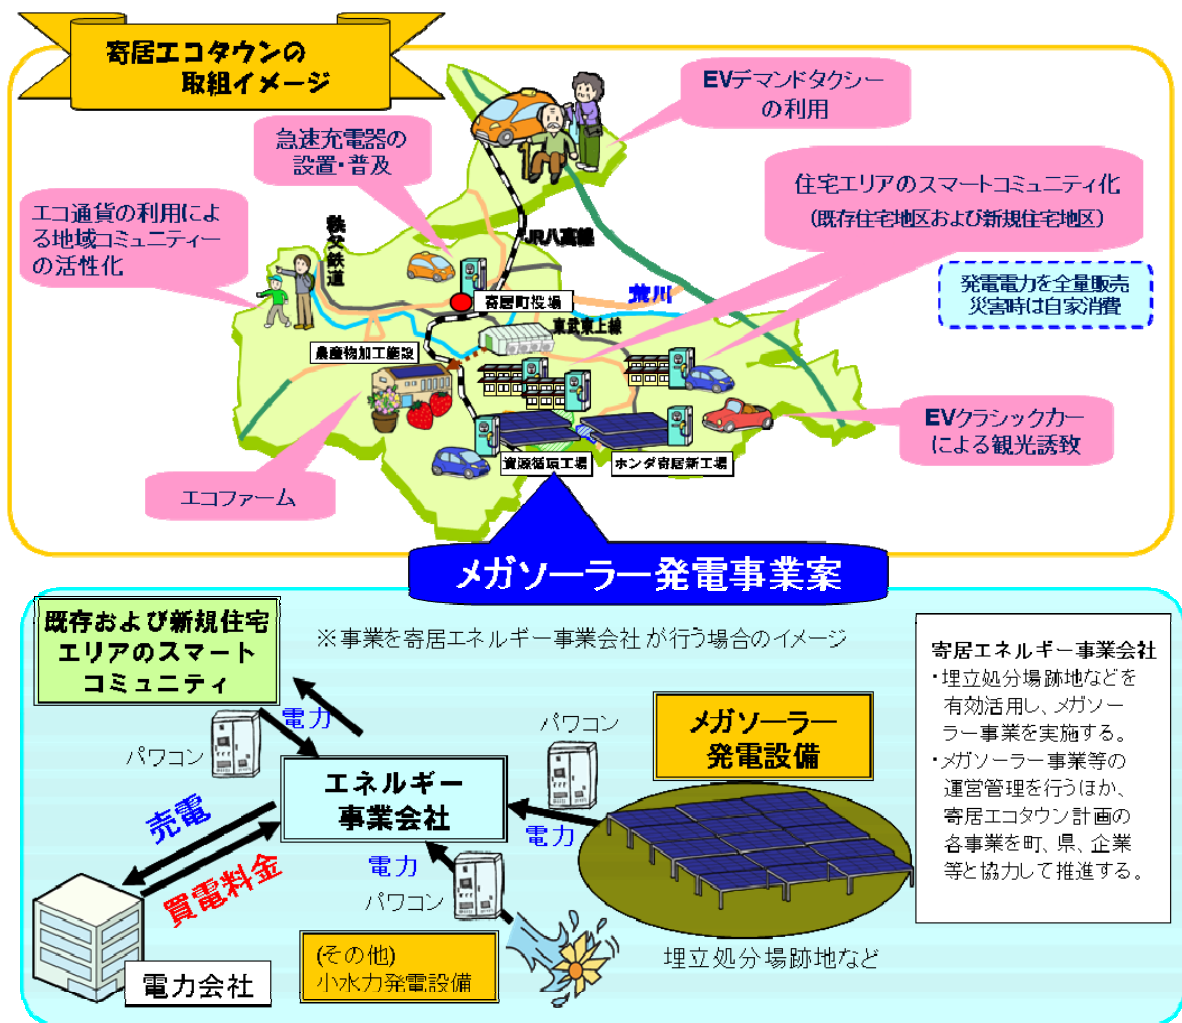 寄居エコタウンの
取組イメージ
EVデマンドタクシー
の利用
急速充電器の
設置・普及
住宅エリアのスマートコミュニティ化
(既存住宅地区および新規住宅地区)
エコ通貨の利用によ
る地域コミュニティー
の活性化
秩父鉄道
JR八高線
発電電力を全量販売
災害時は自家消費
荒川
寄居町役場
東武東上線
農産物加工施設
EVクラシックカー
による観光誘致
資源循環工場
ホンダ寄居新工場
エコファーム
メガソーラー発電事業案
既存および新規住宅
エリアのスマート
コミュニティ
※事業を寄居エネルギー事業会社が行う場合のイメージ
寄居エネルギー事業会社
・埋立処分場跡地などを
有効活用し、メガソー
ラー事業を実施する。
・メガソーラー事業等の
運営管理を行うほか、
寄居エコタウン計画の
各事業を町、県、企業
等と協力して推進する。
電力
パワコン
パワコン
メガソーラー
発電設備
エネルギー
事業会社
売電
電力
電力
買電料金
パワコン
(その他)
小水力発電設備
埋立処分場跡地など
電力会社